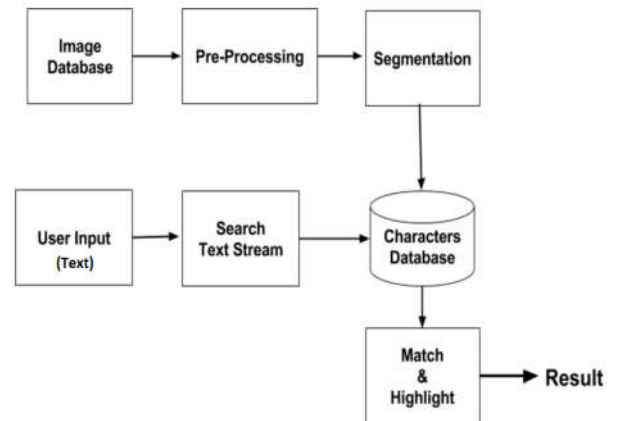 Image
Database
Pre-Processing
Segmentation
User Input
(Text)
Search
Text Stream
Characters
Database
Match
&
Highlight
Result